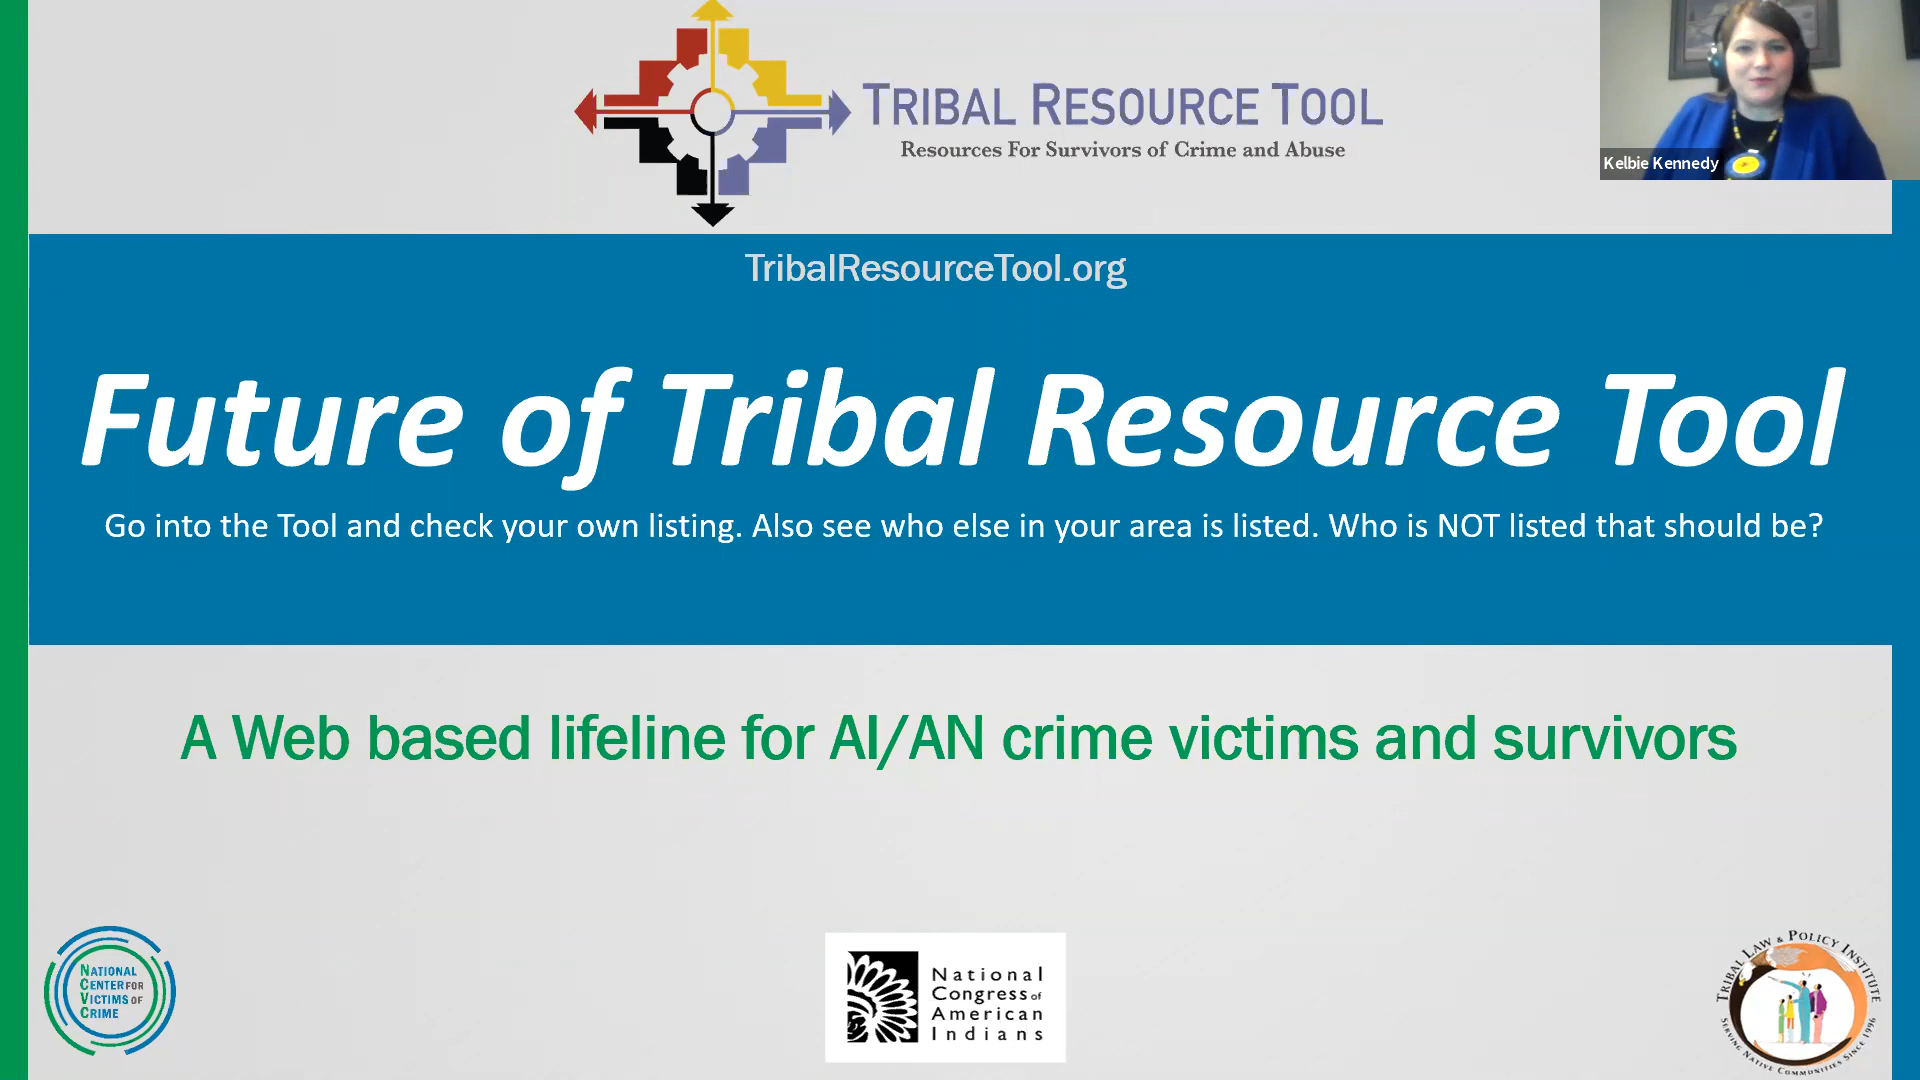 TRIBAL RESOURCE TOOL
Resources For Survivors of Crime and Abuse
Kelbie Kennedy
TribalResourceTool.org
Future of Tribal Resource Tool
Go into the Tool and check your own listing. Also see who else in your area is listed. Who is NOT listed that should be?
A Web based lifeline for AI/AN crime victims and survivors
NATIONAL
CENTER FOR
VICTIMS OF
CRIME
National
Congress of
American
Indians
TRIBAL LAW & POLICY INSTITUTE
SERVING NATIVE COMMUNITIES SINCE 1996